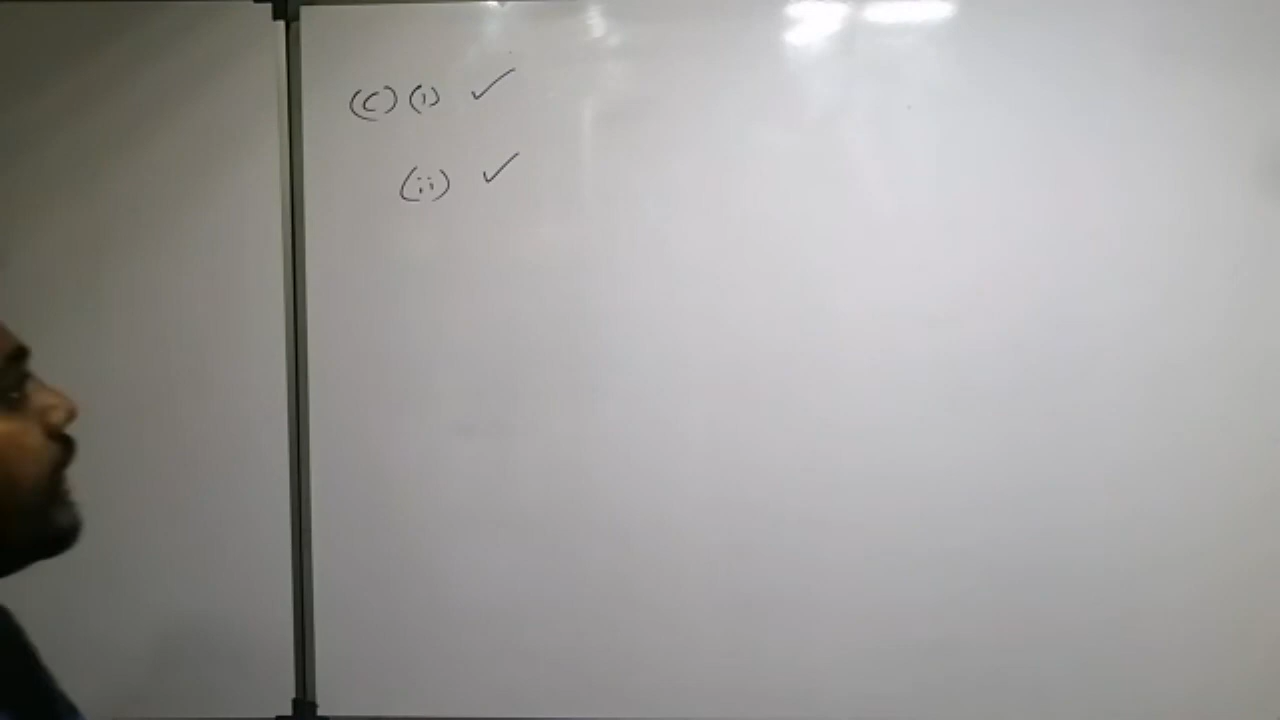 (c) (i) ✓
(ii) ✓